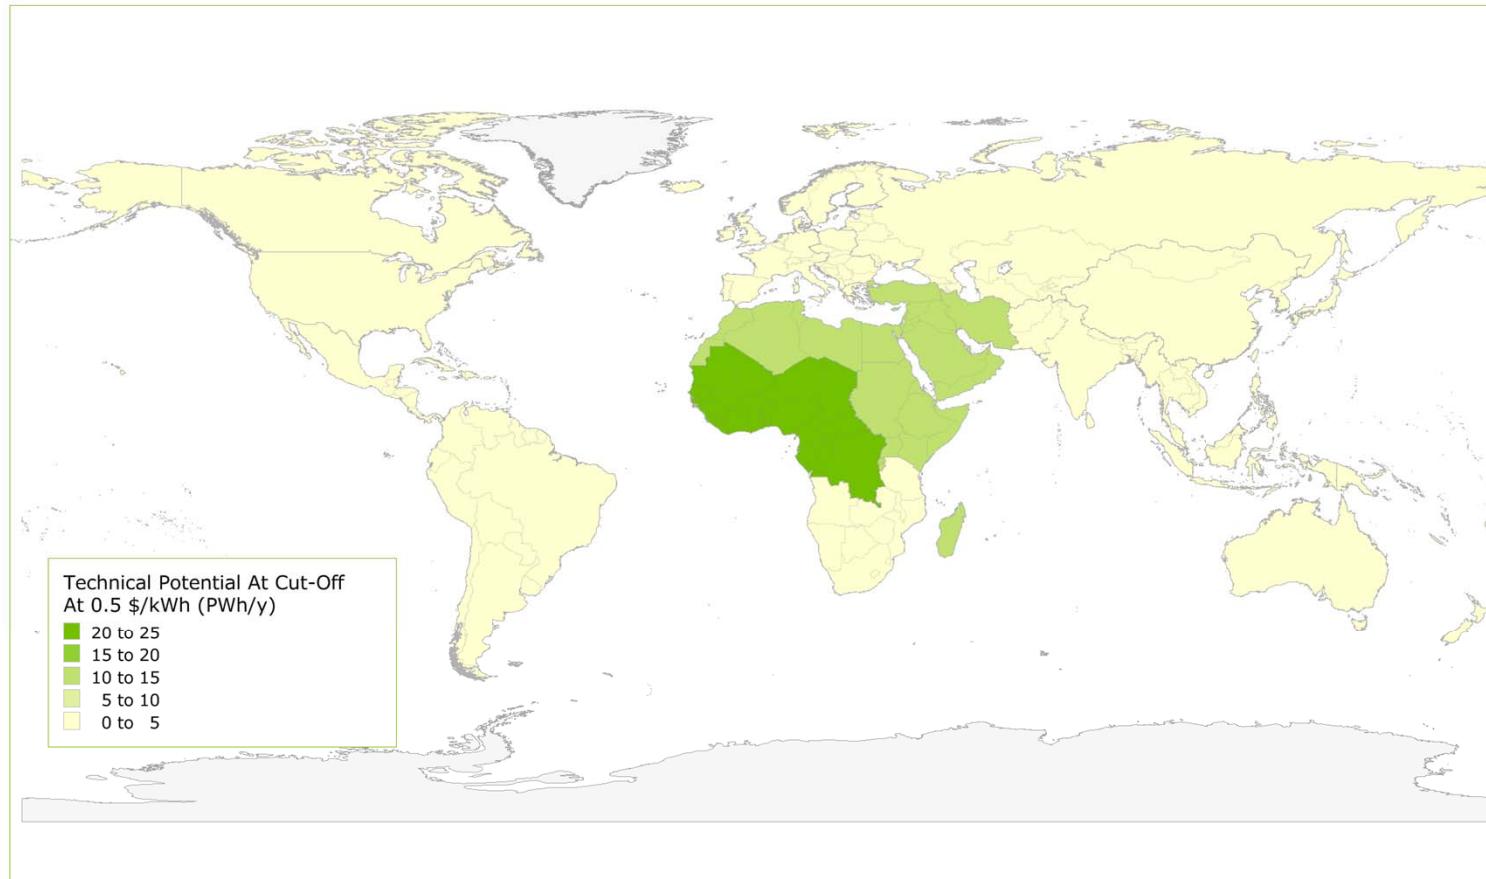 Technical Potential At Cut-Off
At 0.5 $/kWh (PWh/y)
20 to 25
15 to 20
10 to 15
5 to 10
0 to 5